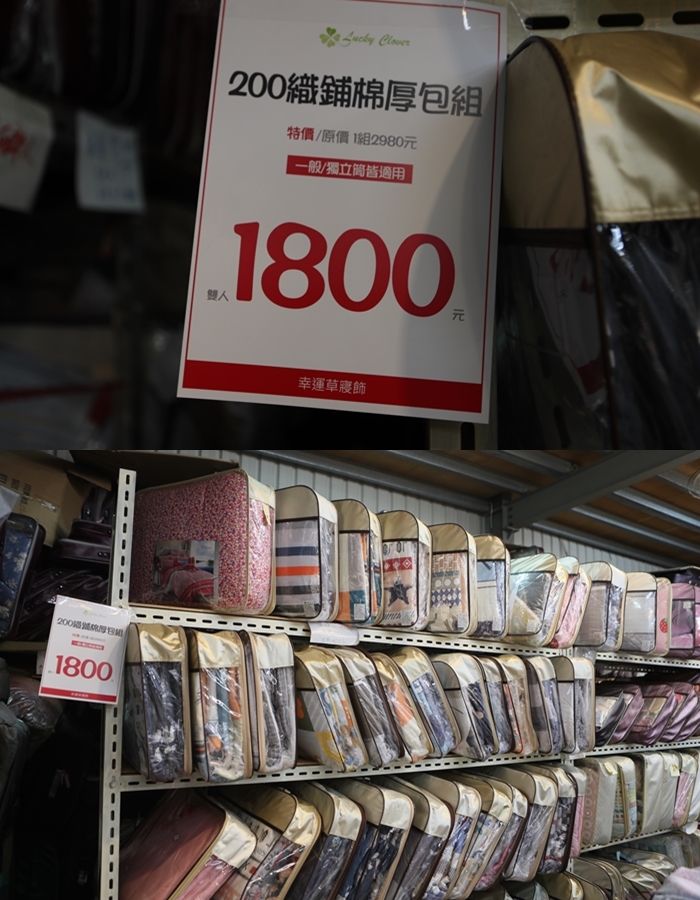 Lucky Clover
200織鋪棉厚包組
特價/原價 1組2980元
一般/獨立筒皆適用
雙人 1800 元
幸運草寢飾
200織鋪棉厚包組
1800